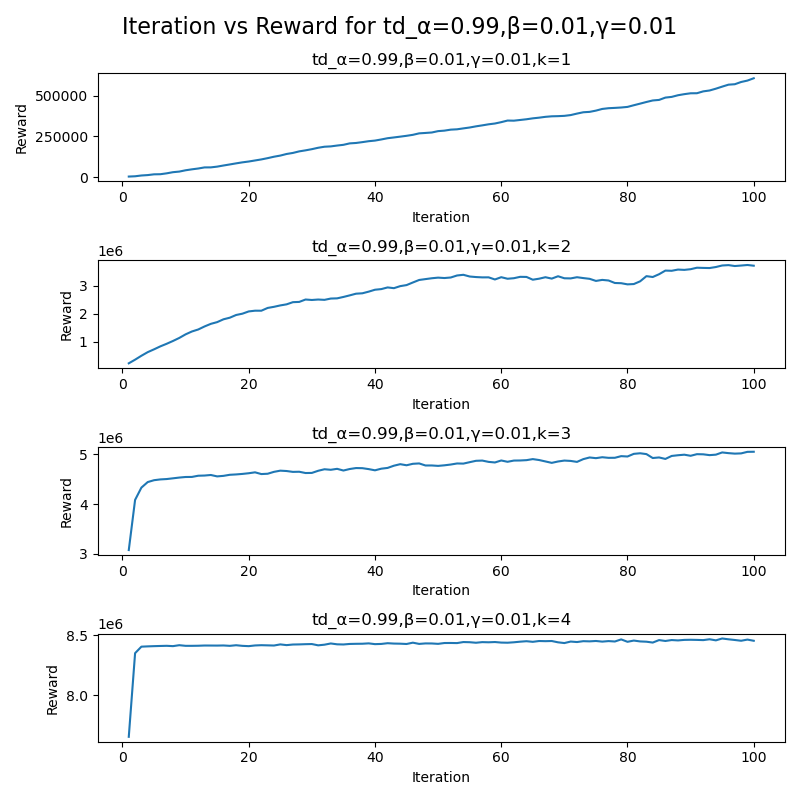 Iteration vs Reward for td_α=0.99,β=0.01,γ=0.01
td_α=0.99,β=0.01,γ=0.01,k=1
500000
250000
0
Reward
0 20 40 60 80 100
Iteration
td_α=0.99,β=0.01,γ=0.01,k=2
1e6
3
2
1
Reward
0 20 40 60 80 100
Iteration
td_α=0.99,β=0.01,γ=0.01,k=3
1e6
5
4
3
Reward
0 20 40 60 80 100
Iteration
td_α=0.99,β=0.01,γ=0.01,k=4
1e6
8.5
8.0
Reward
0 20 40 60 80 100
Iteration